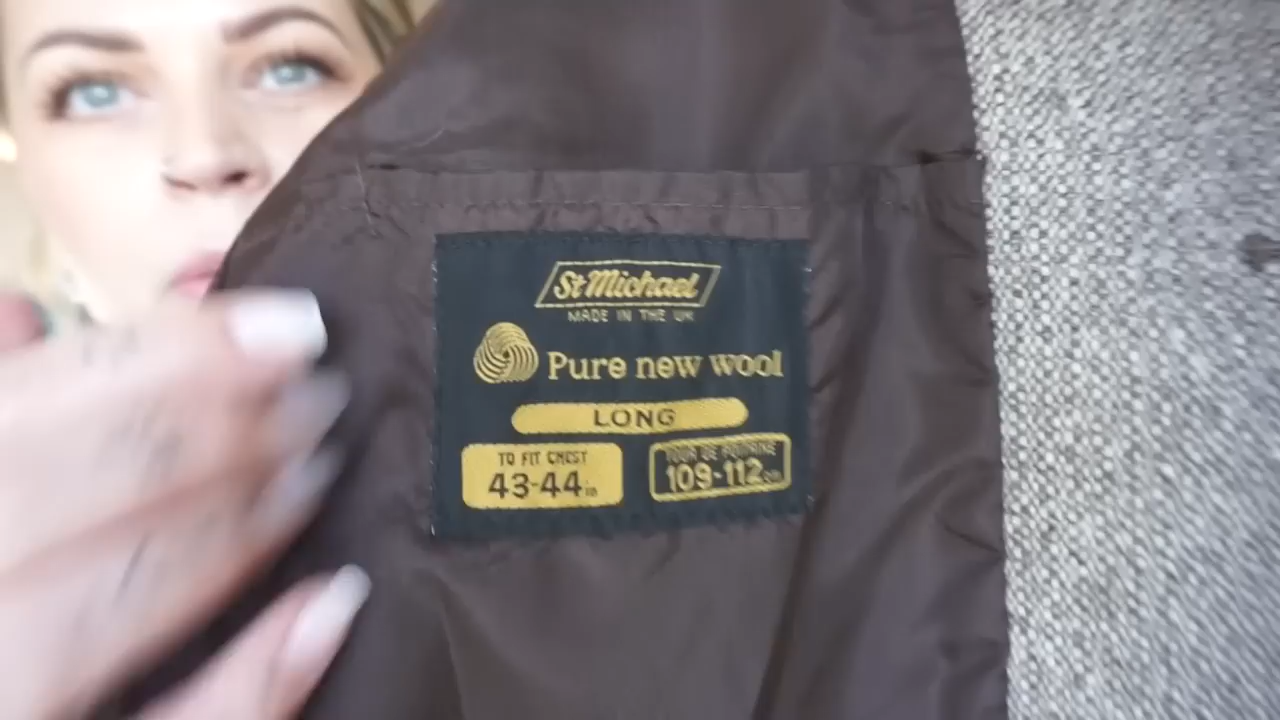 St Michael
MADE IN THE UK
Pure new wool
LONG
TO FIT CHEST
43-44 in
TOUR DE POITRINE
109-112 cm